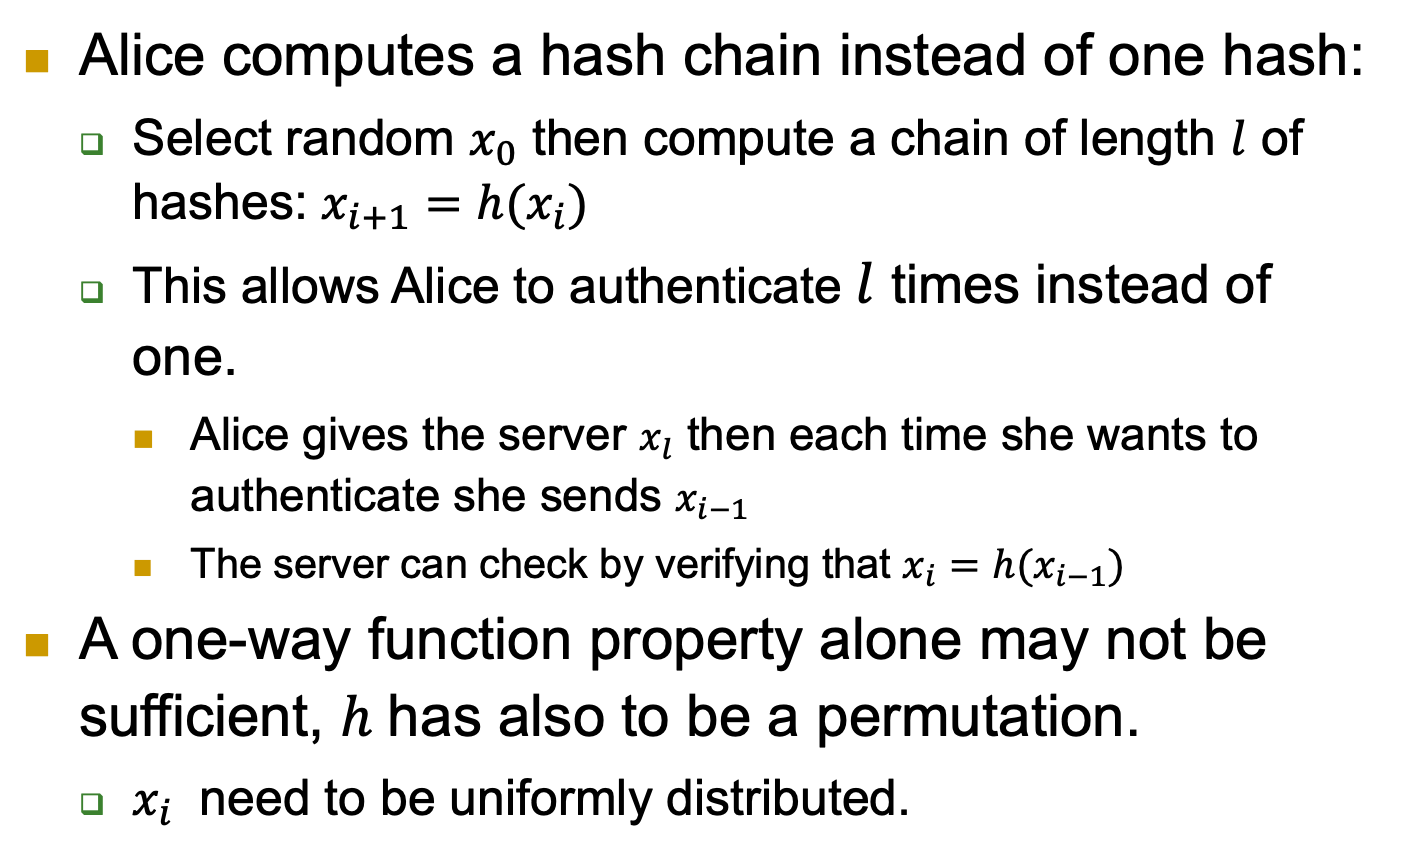 Alice computes a hash chain instead of one hash:
Select random x₀ then compute a chain of length l of
hashes: xᵢ₊₁ = h(xᵢ)
This allows Alice to authenticate l times instead of
one.
Alice gives the server xₗ then each time she wants to
authenticate she sends xᵢ₋₁
The server can check by verifying that xᵢ = h(xᵢ₋₁)
A one-way function property alone may not be
sufficient, h has also to be a permutation.
xᵢ need to be uniformly distributed.